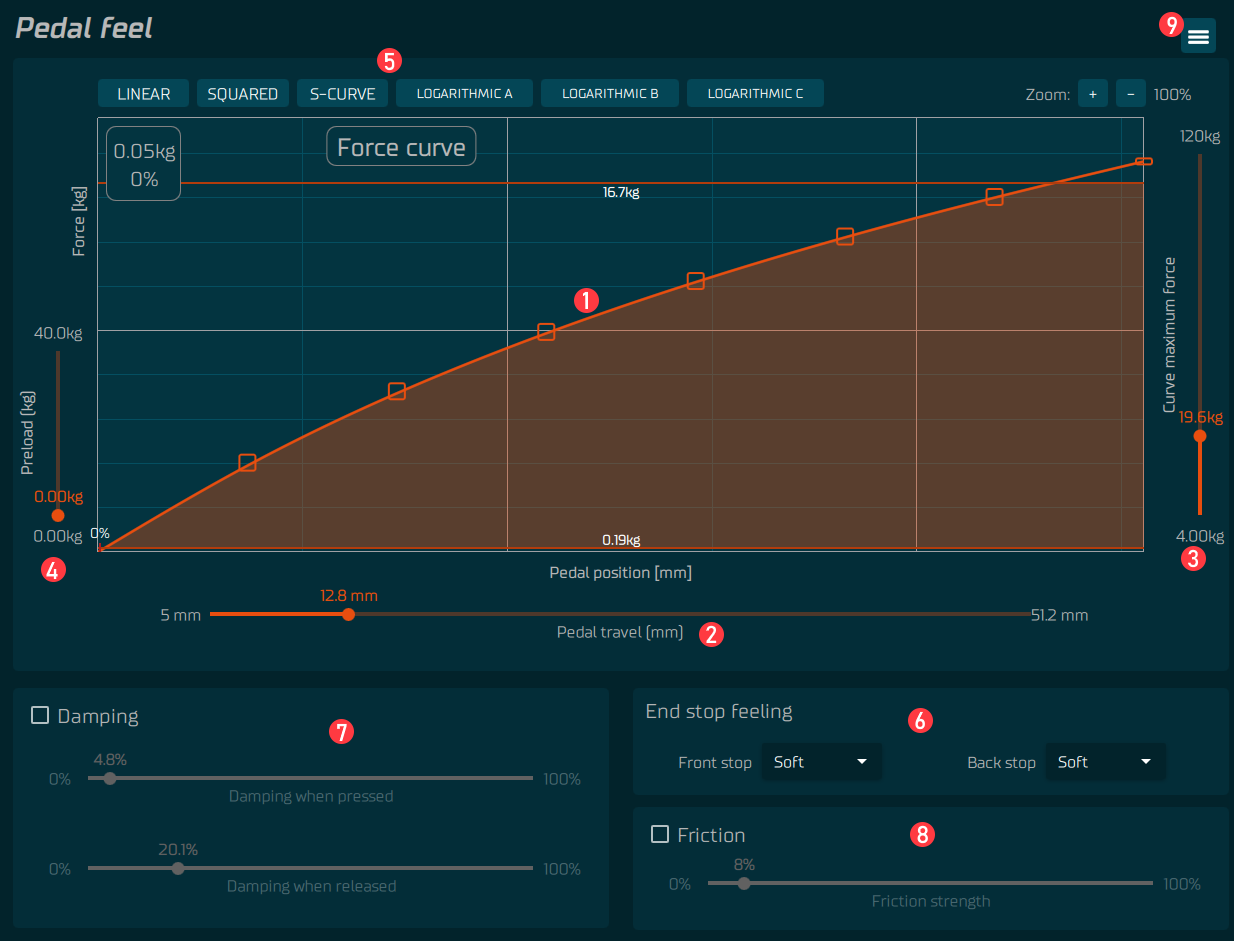 Pedal feel
9
5
LINEAR SQUARED S-CURVE LOGARITHMIC A LOGARITHMIC B LOGARITHMIC C Zoom: + - 100%
120kg
0.05kg
0%
Force curve
16.7kg
Force [kg]
1
40.0kg
Curve maximum force
19.6kg
Preload (kg)
0.00kg
0.00kg
0%
0.19kg
4.00kg
4
3
Pedal position [mm]
12.8 mm
5 mm 51.2 mm
Pedal travel (mm) 2
Damping
7
4.8%
0% 100%
Damping when pressed
20.1%
0% 100%
Damping when released
End stop feeling
6
Front stop Soft Back stop Soft
Friction
8
8%
0% 100%
Friction strength